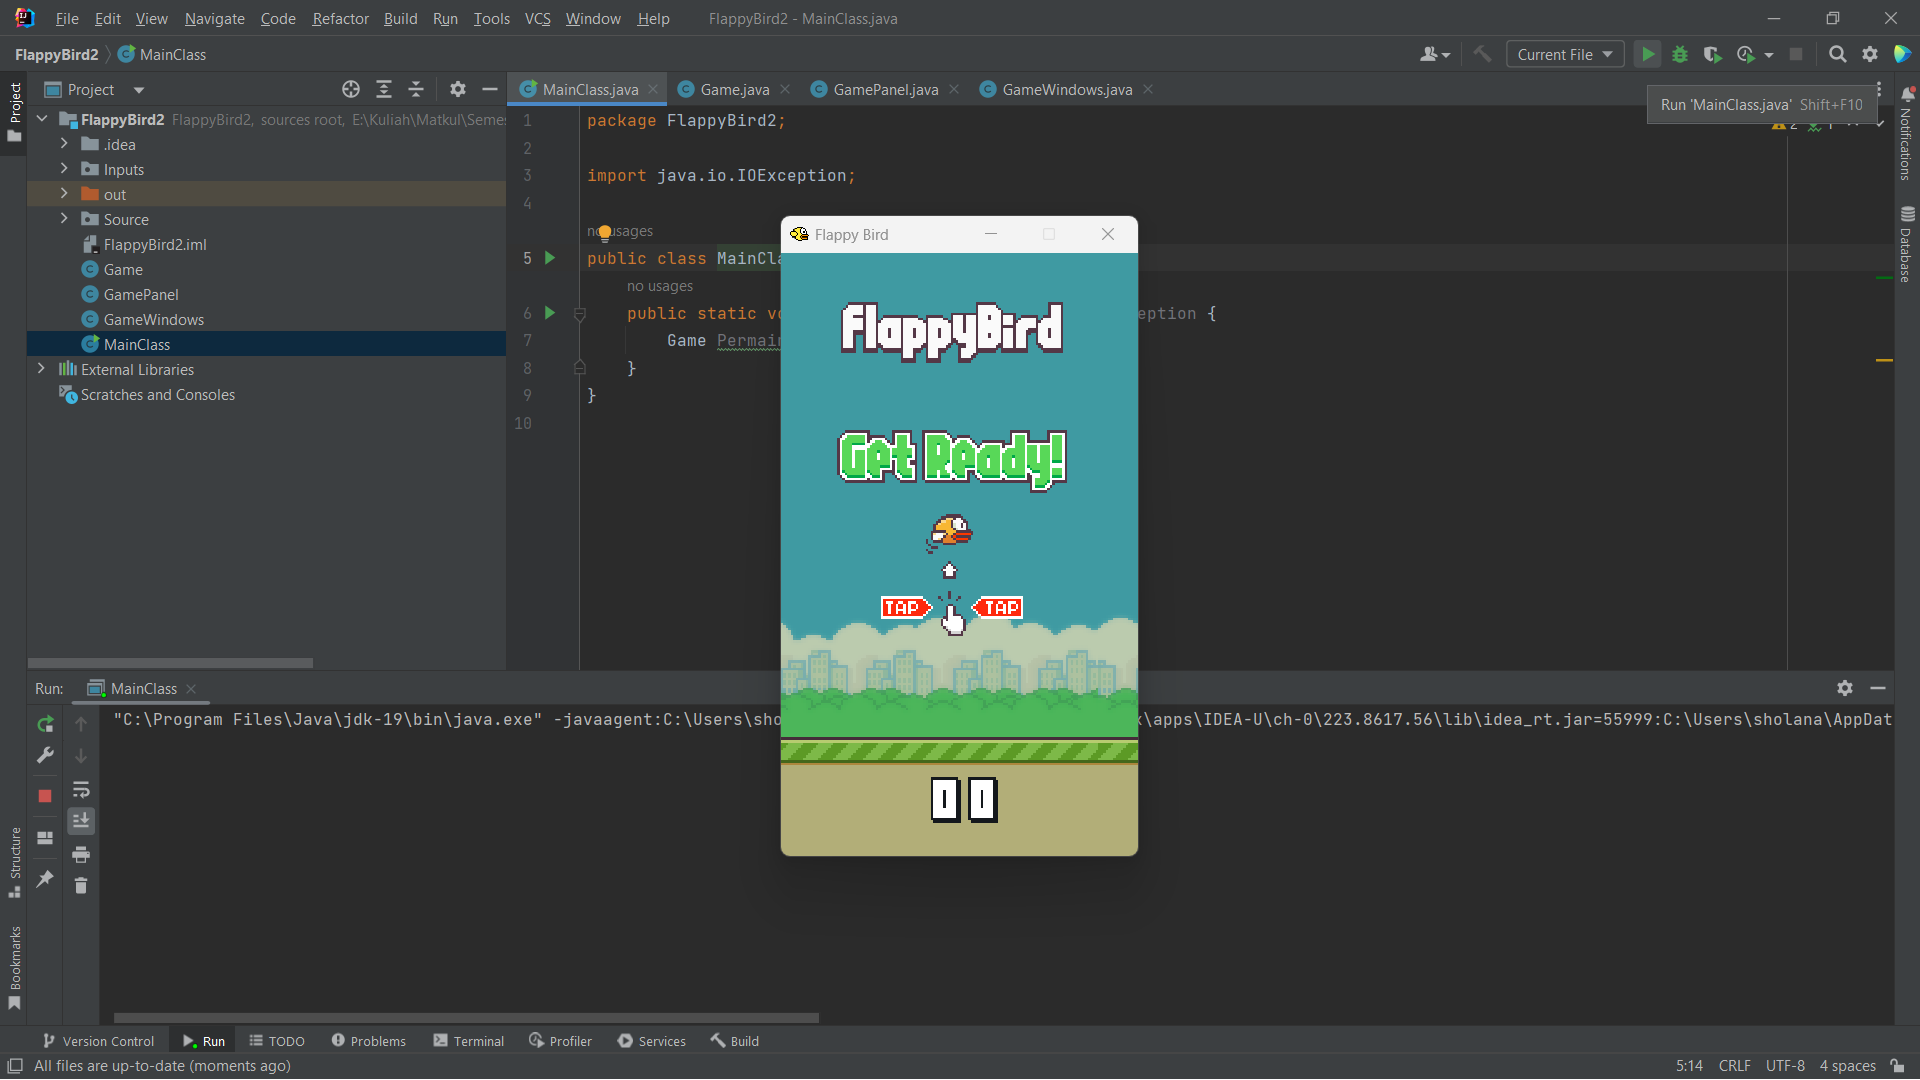 File Edit View Navigate Code Refactor Build Run Tools VCS Window Help FlappyBird2 - MainClass.java
FlappyBird2 MainClass Current File
Project MainClass.java Game.java GamePanel.java GameWindows.java
Run 'MainClass.java' Shift+F10
Project
Notifications
Database
Structure
Bookmarks
FlappyBird2 FlappyBird2, sources root, E:\Kuliah\Matkul\Seme
.idea
Inputs
out
Source
FlappyBird2.iml
Game
GamePanel
GameWindows
MainClass
External Libraries
Scratches and Consoles
1 package FlappyBird2;
2
3 import java.io.IOException;
4
no usages
5 public class MainCla
no usages
6 public static vo eption {
7 Game Permain
8 }
9 }
10
2 1
Flappy Bird
FlappyBird
Get Ready!
TAP TAP
00
Run: MainClass
"C:\Program Files\Java\jdk-19\bin\java.exe" -javaagent:C:\Users\sho x\apps\IDEA-U\ch-0\223.8617.56\lib\idea_rt.jar=55999:C:\Users\sholana\AppDat
Version Control Run TODO Problems Terminal Profiler Services Build
All files are up-to-date (moments ago) 5:14 CRLF UTF-8 4 spaces